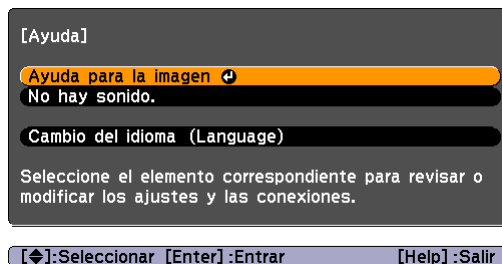 [Ayuda]
Ayuda para la imagen
No hay sonido.
Cambio del idioma (Language)
Seleccione el elemento correspondiente para revisar o
modificar los ajustes y las conexiones.
[◆]:Seleccionar [Enter]:Entrar [Help]:Salir